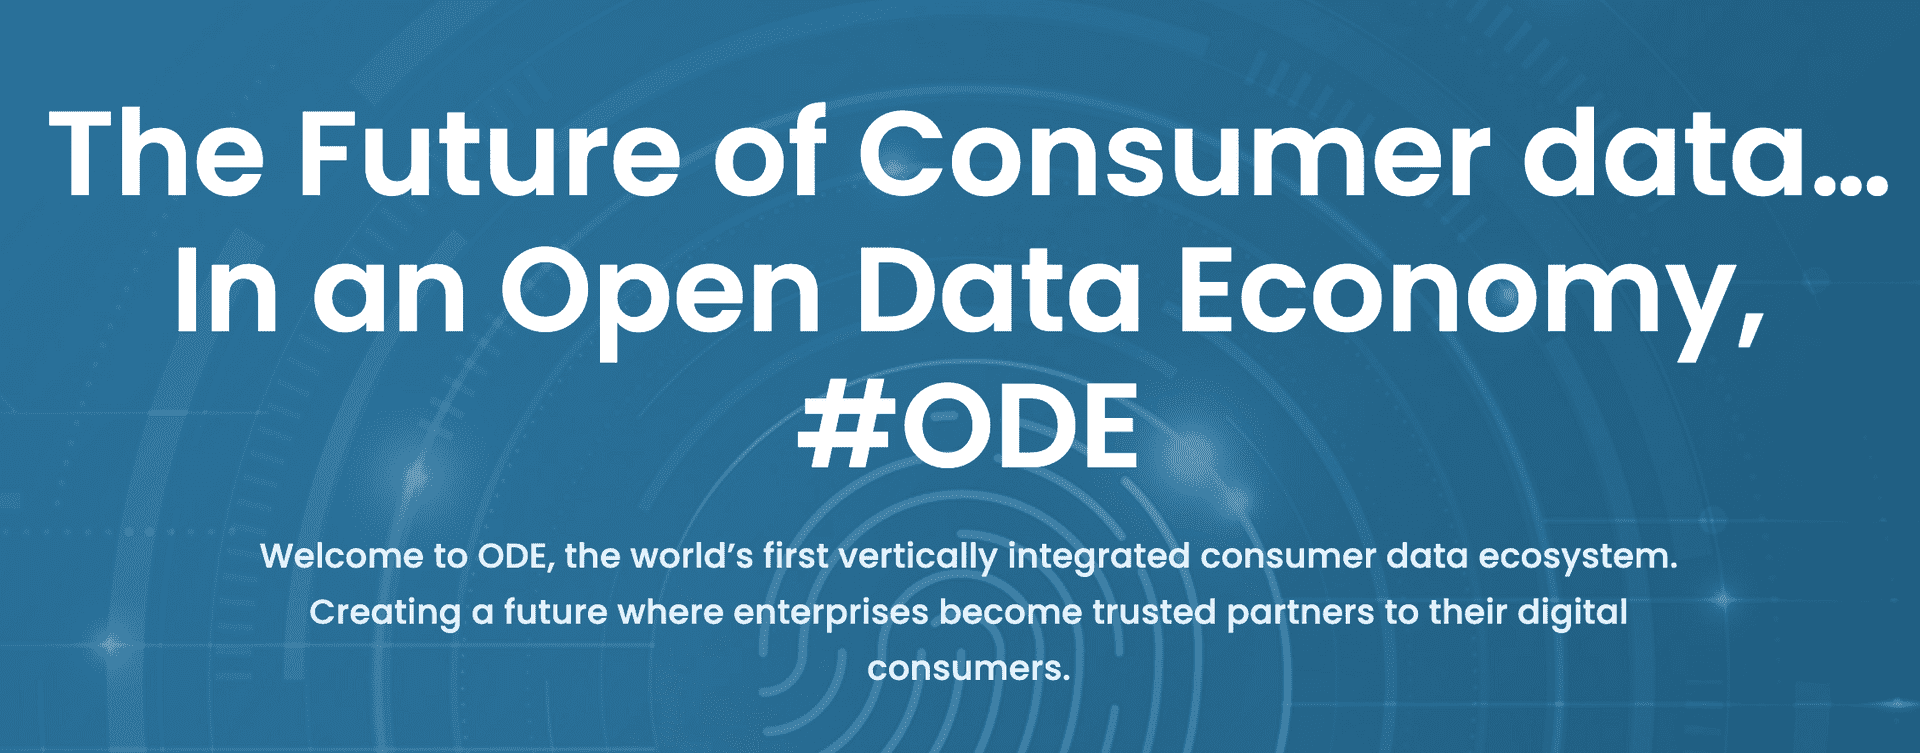 The Future of Consumer data...
In an Open Data Economy,
#ODE
Welcome to ODE, the world’s first vertically integrated consumer data ecosystem.
Creating a future where enterprises become trusted partners to their digital
consumers.